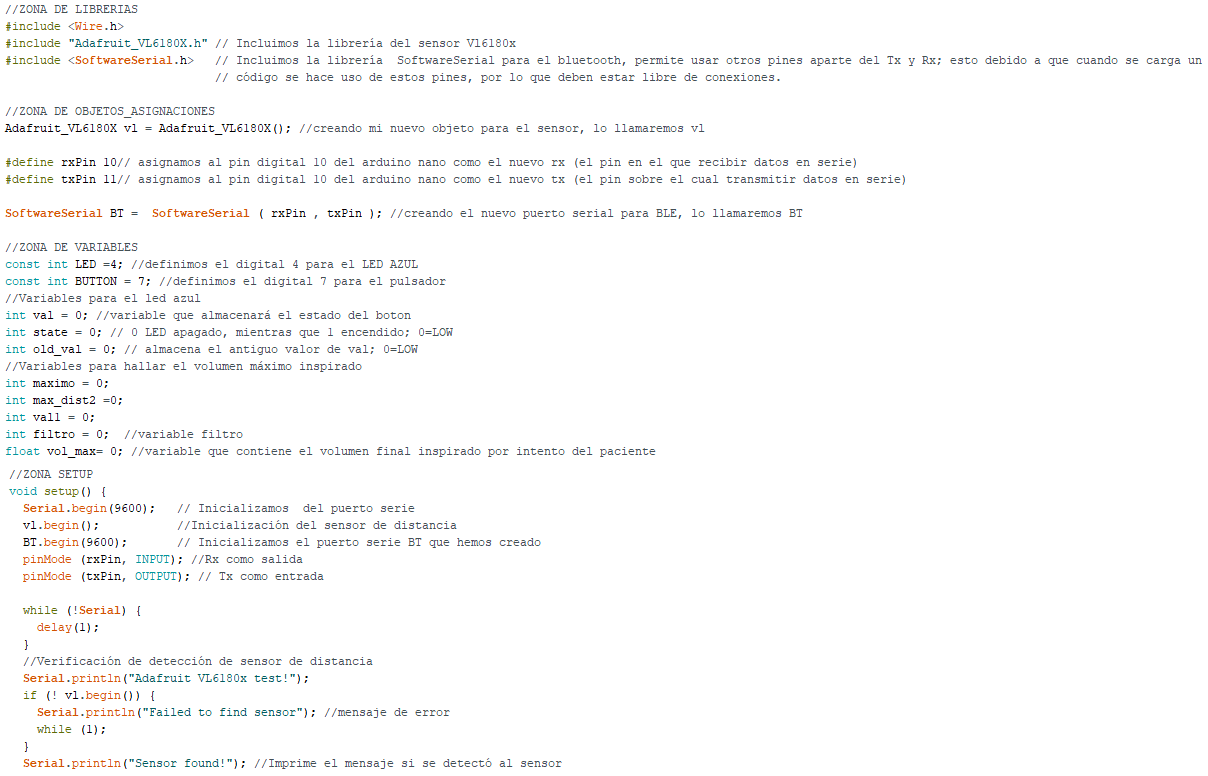 //ZONA DE LIBRERIAS
#include <Wire.h>
#include "Adafruit_VL6180X.h" // Incluimos la librería del sensor Vl6180x
#include <SoftwareSerial.h>   // Incluimos la librería  SoftwareSerial para el bluetooth, permite usar otros pines aparte del Tx y Rx; esto debido a que cuando se carga un
                              // código se hace uso de estos pines, por lo que deben estar libre de conexiones.

//ZONA DE OBJETOS_ASIGNACIONES
Adafruit_VL6180X vl = Adafruit_VL6180X(); //creando mi nuevo objeto para el sensor, lo llamaremos vl

#define rxPin 10// asignamos al pin digital 10 del arduino nano como el nuevo rx (el pin en el que recibir datos en serie)
#define txPin 11// asignamos al pin digital 10 del arduino nano como el nuevo tx (el pin sobre el cual transmitir datos en serie)

SoftwareSerial BT =  SoftwareSerial ( rxPin , txPin ); //creando el nuevo puerto serial para BLE, lo llamaremos BT

//ZONA DE VARIABLES
const int LED =4; //definimos el digital 4 para el LED AZUL
const int BUTTON = 7; //definimos el digital 7 para el pulsador
//Variables para el led azul
int val = 0; //variable que almacenará el estado del boton
int state = 0; // 0 LED apagado, mientras que 1 encendido; 0=LOW
int old_val = 0; // almacena el antiguo valor de val; 0=LOW
//Variables para hallar el volumen máximo inspirado
int maximo = 0;
int max_dist2 =0;
int val1 = 0;
int filtro = 0;  //variable filtro
float vol_max= 0; //variable que contiene el volumen final inspirado por intento del paciente
//ZONA SETUP
void setup() {
  Serial.begin(9600);   // Inicializamos  del puerto serie
  vl.begin();           //Inicialización del sensor de distancia
  BT.begin(9600);       // Inicializamos el puerto serie BT que hemos creado
  pinMode (rxPin, INPUT); //Rx como salida
  pinMode (txPin, OUTPUT); // Tx como entrada

  while (!Serial) {
    delay(1);
  }
  //Verificación de detección de sensor de distancia
  Serial.println("Adafruit VL6180x test!");
  if (! vl.begin()) {
    Serial.println("Failed to find sensor"); //mensaje de error
    while (1);
  }
  Serial.println("Sensor found!"); //Imprime el mensaje si se detectó al sensor